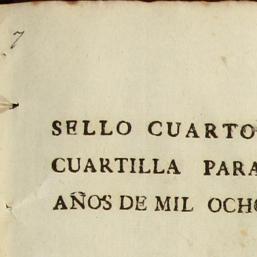 7
SELLO CUARTO
CUARTILLA PARA
AÑOS DE MIL OCHO